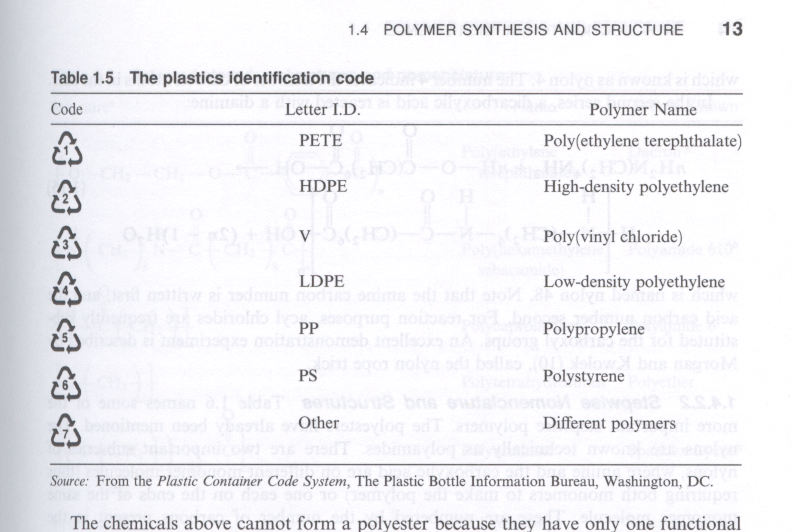 1.4 POLYMER SYNTHESIS AND STRUCTURE 13
Table 1.5 The plastics identification code
Code Letter I.D. Polymer Name
1 PETE Poly(ethylene terephthalate)
2 HDPE High-density polyethylene
3 V Poly(vinyl chloride)
4 LDPE Low-density polyethylene
5 PP Polypropylene
6 PS Polystyrene
7 Other Different polymers
Source: From the Plastic Container Code System, The Plastic Bottle Information Bureau, Washington, DC.
The chemicals above cannot form a polyester because they have only one functional